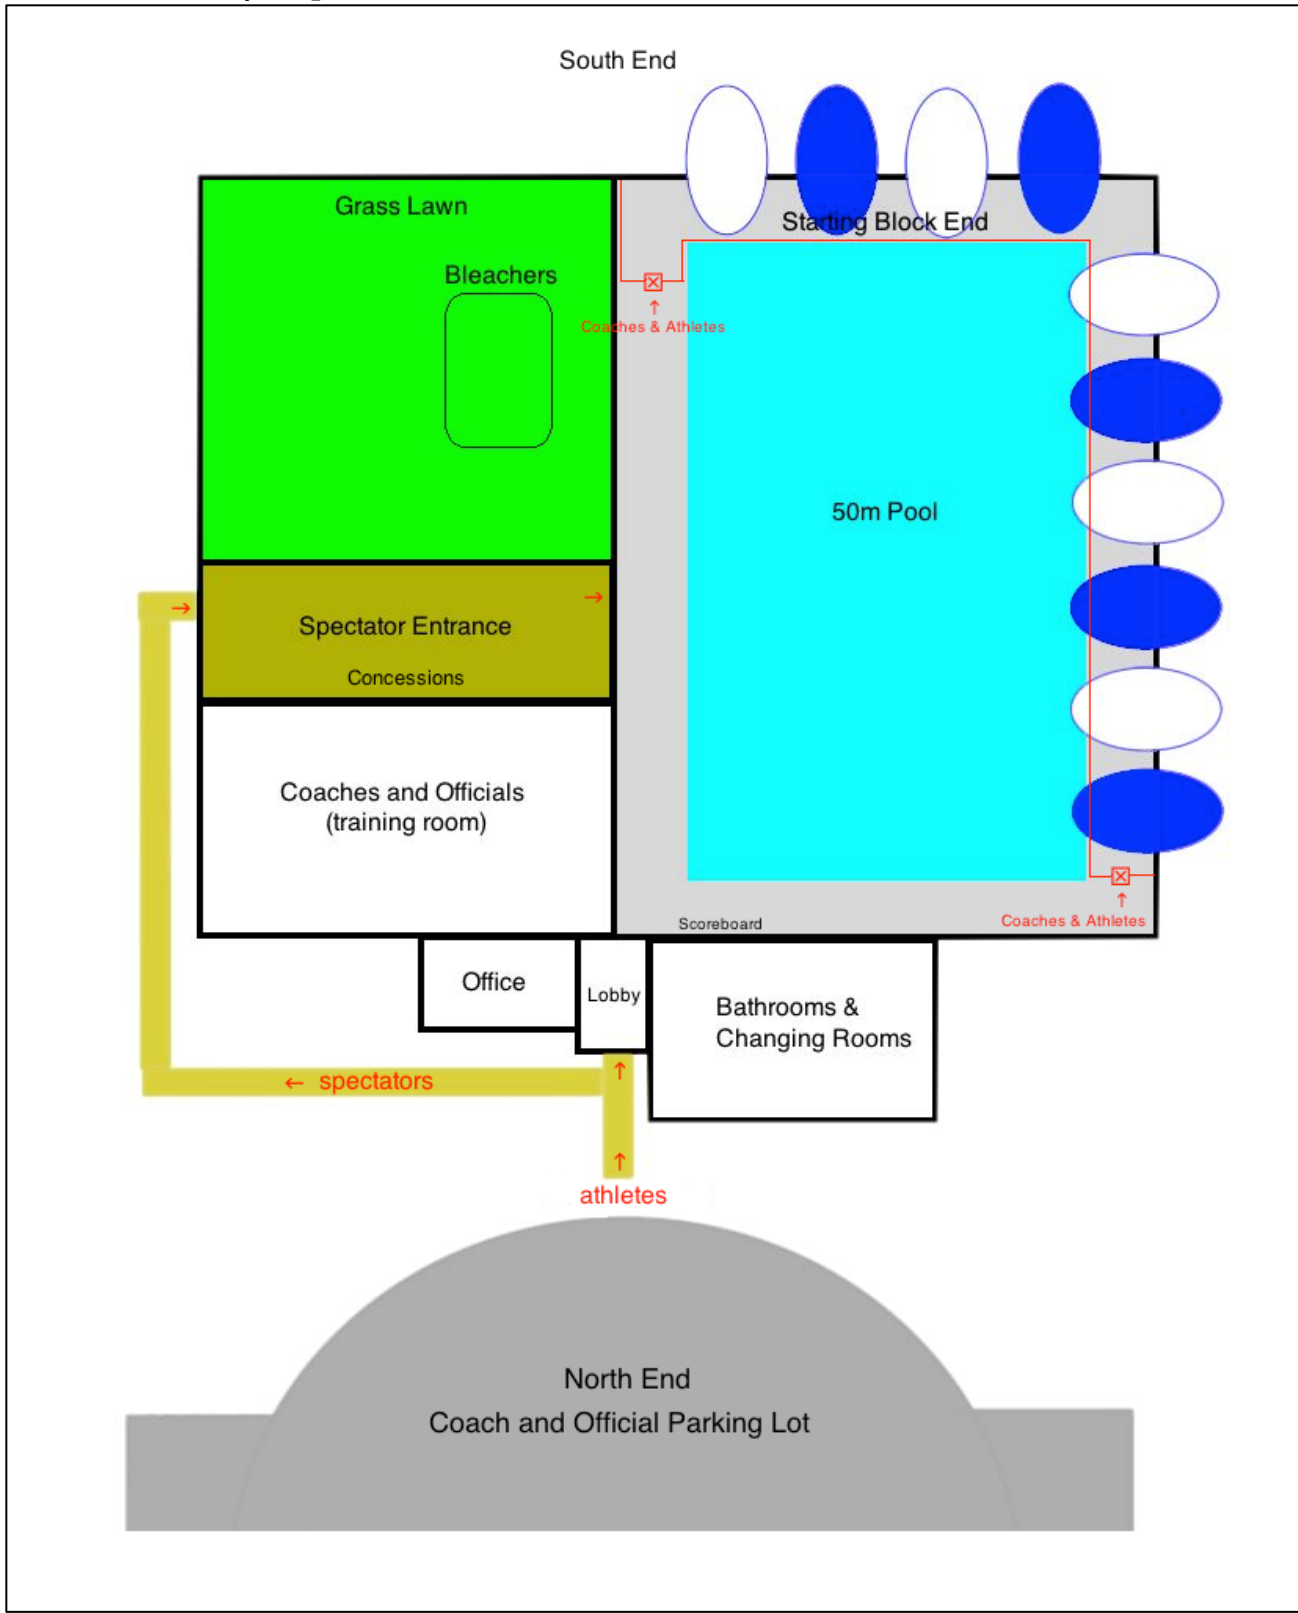 South End
Grass Lawn
Starting Block End
Bleachers
↑
Coaches & Athletes
50m Pool
→
→
Spectator Entrance
Concessions
Coaches and Officials
(training room)
↑
Scoreboard
Coaches & Athletes
Office
Lobby
Bathrooms &
Changing Rooms
↑
← spectators
↑
athletes
North End
Coach and Official Parking Lot